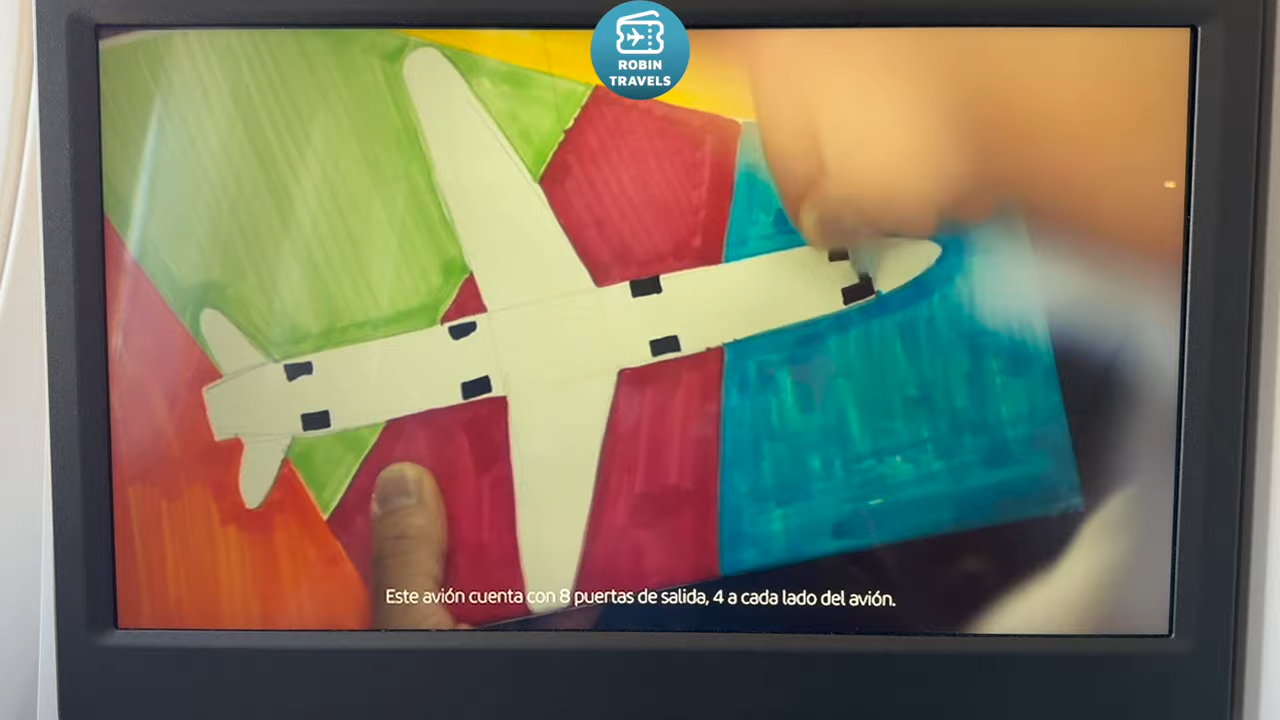 ROBIN
TRAVELS
Este avión cuenta con 8 puertas de salida, 4 a cada lado del avión.